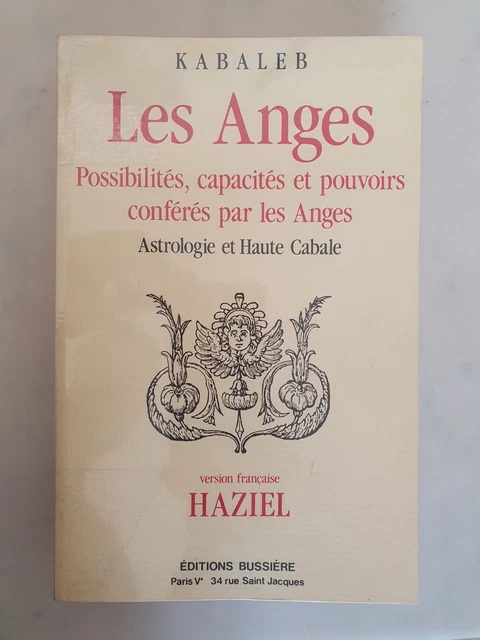 KABALEB
Les Anges
Possibilités, capacités et pouvoirs
conférés par les Anges
Astrologie et Haute Cabale
version française
HAZIEL
ÉDITIONS BUSSIÈRE
Paris Vᵉ 34 rue Saint Jacques